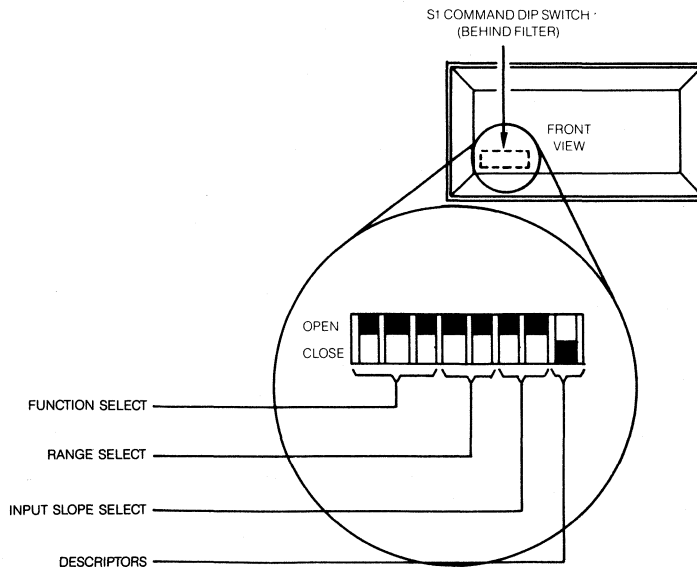 S1 COMMAND DIP SWITCH
(BEHIND FILTER)
FRONT
VIEW
OPEN
CLOSE
FUNCTION SELECT
RANGE SELECT
INPUT SLOPE SELECT
DESCRIPTORS